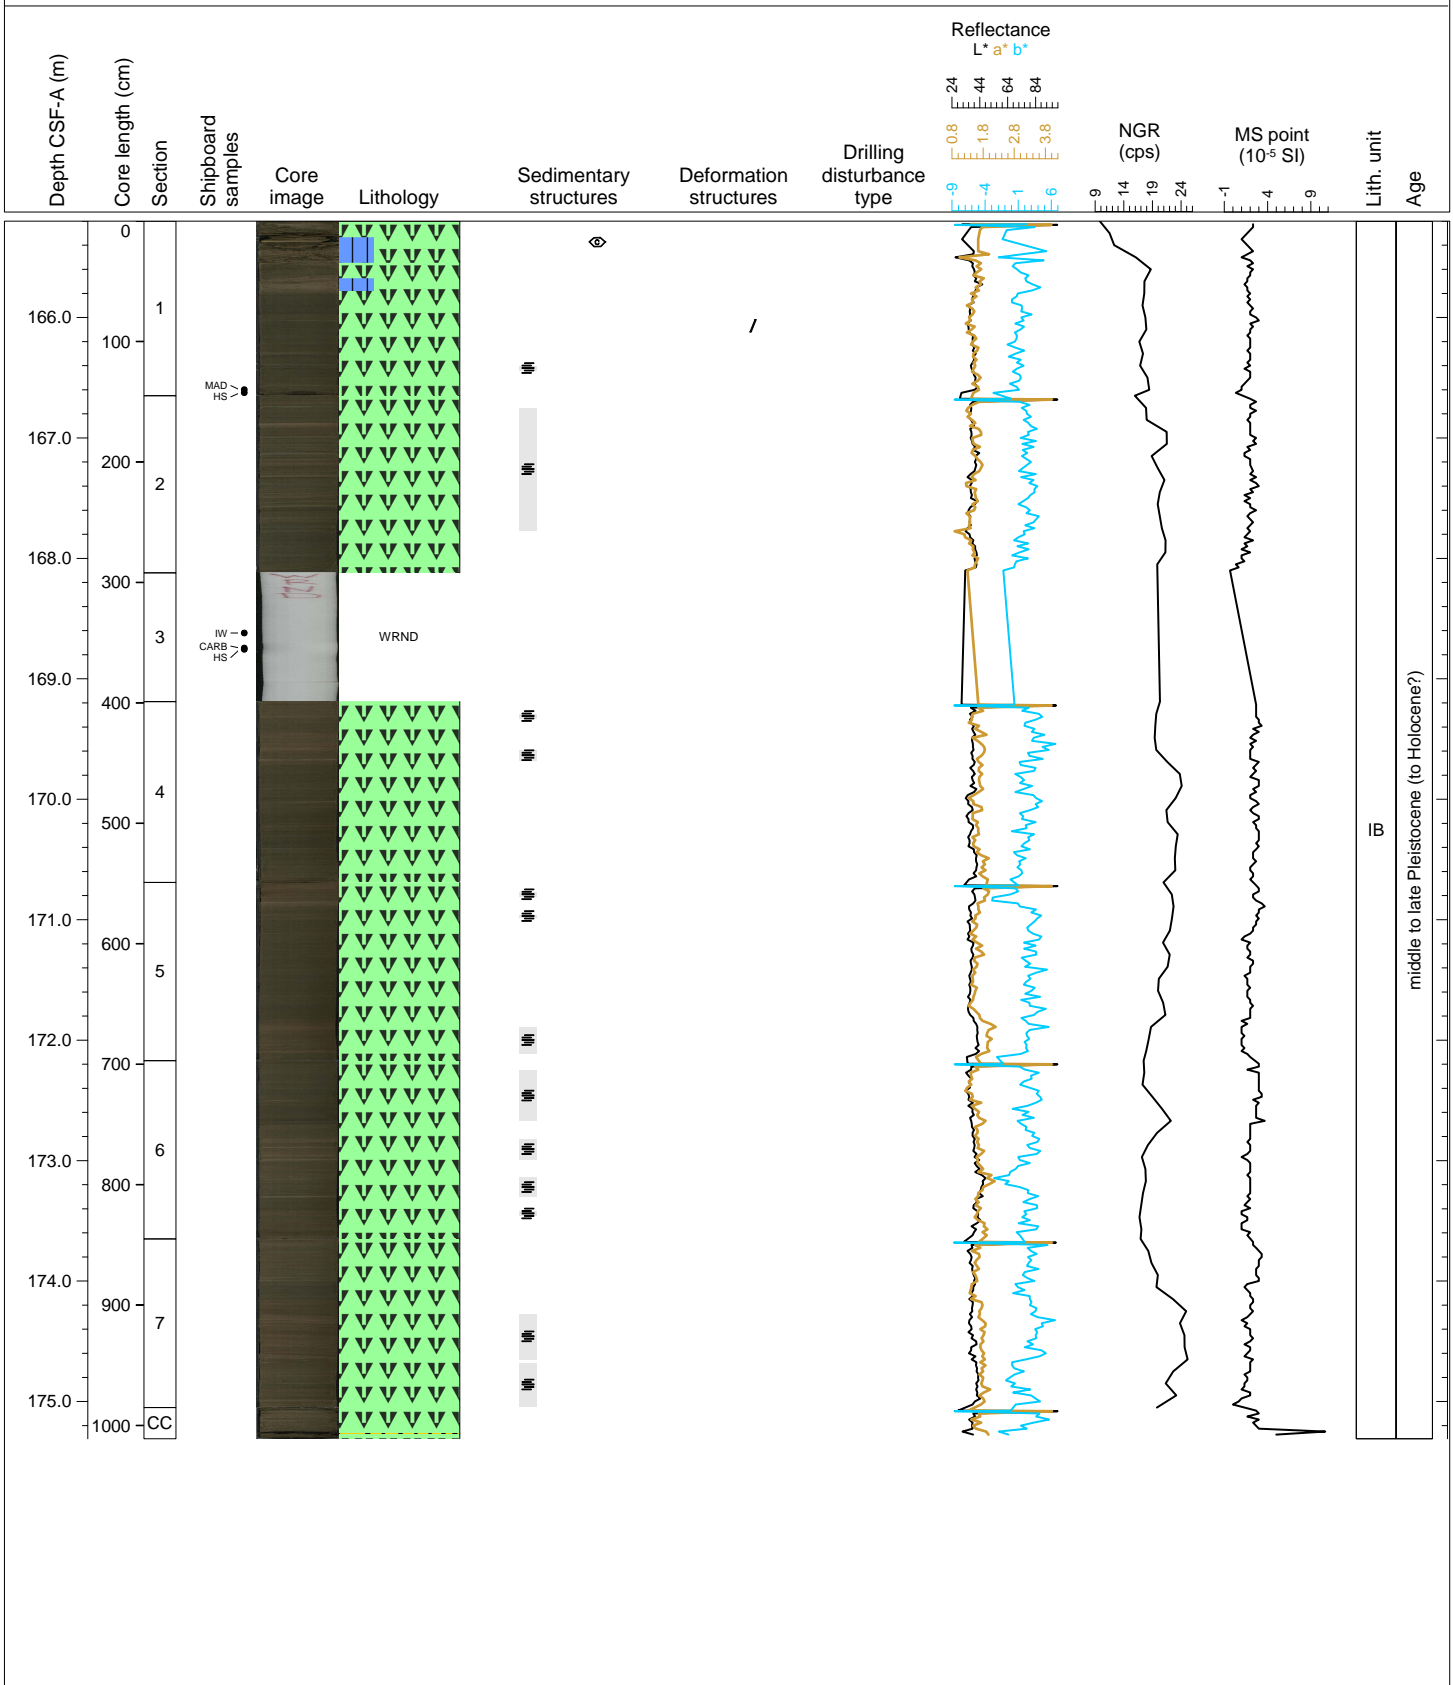 Depth CSF-A (m)
Core length (cm)
Section
Shipboard
samples
Core
image
Lithology
Sedimentary
structures
Deformation
structures
Drilling
disturbance
type
Reflectance
L* a* b*
24 44 64 84
0.8 1.8 2.8 3.8
-9 -4 1 6
NGR
(cps)
9 14 19 24
MS point
(10⁻⁵ SI)
-1 4 9
Lith. unit
Age
0
1
166.0
100
MAD
HS
167.0
200
2
168.0
300
3
IW
CARB
HS
WRND
169.0
400
4
170.0
500
IB
middle to late Pleistocene (to Holocene?)
171.0
600
5
172.0
700
6
173.0
800
7
174.0
900
175.0
1000
CC